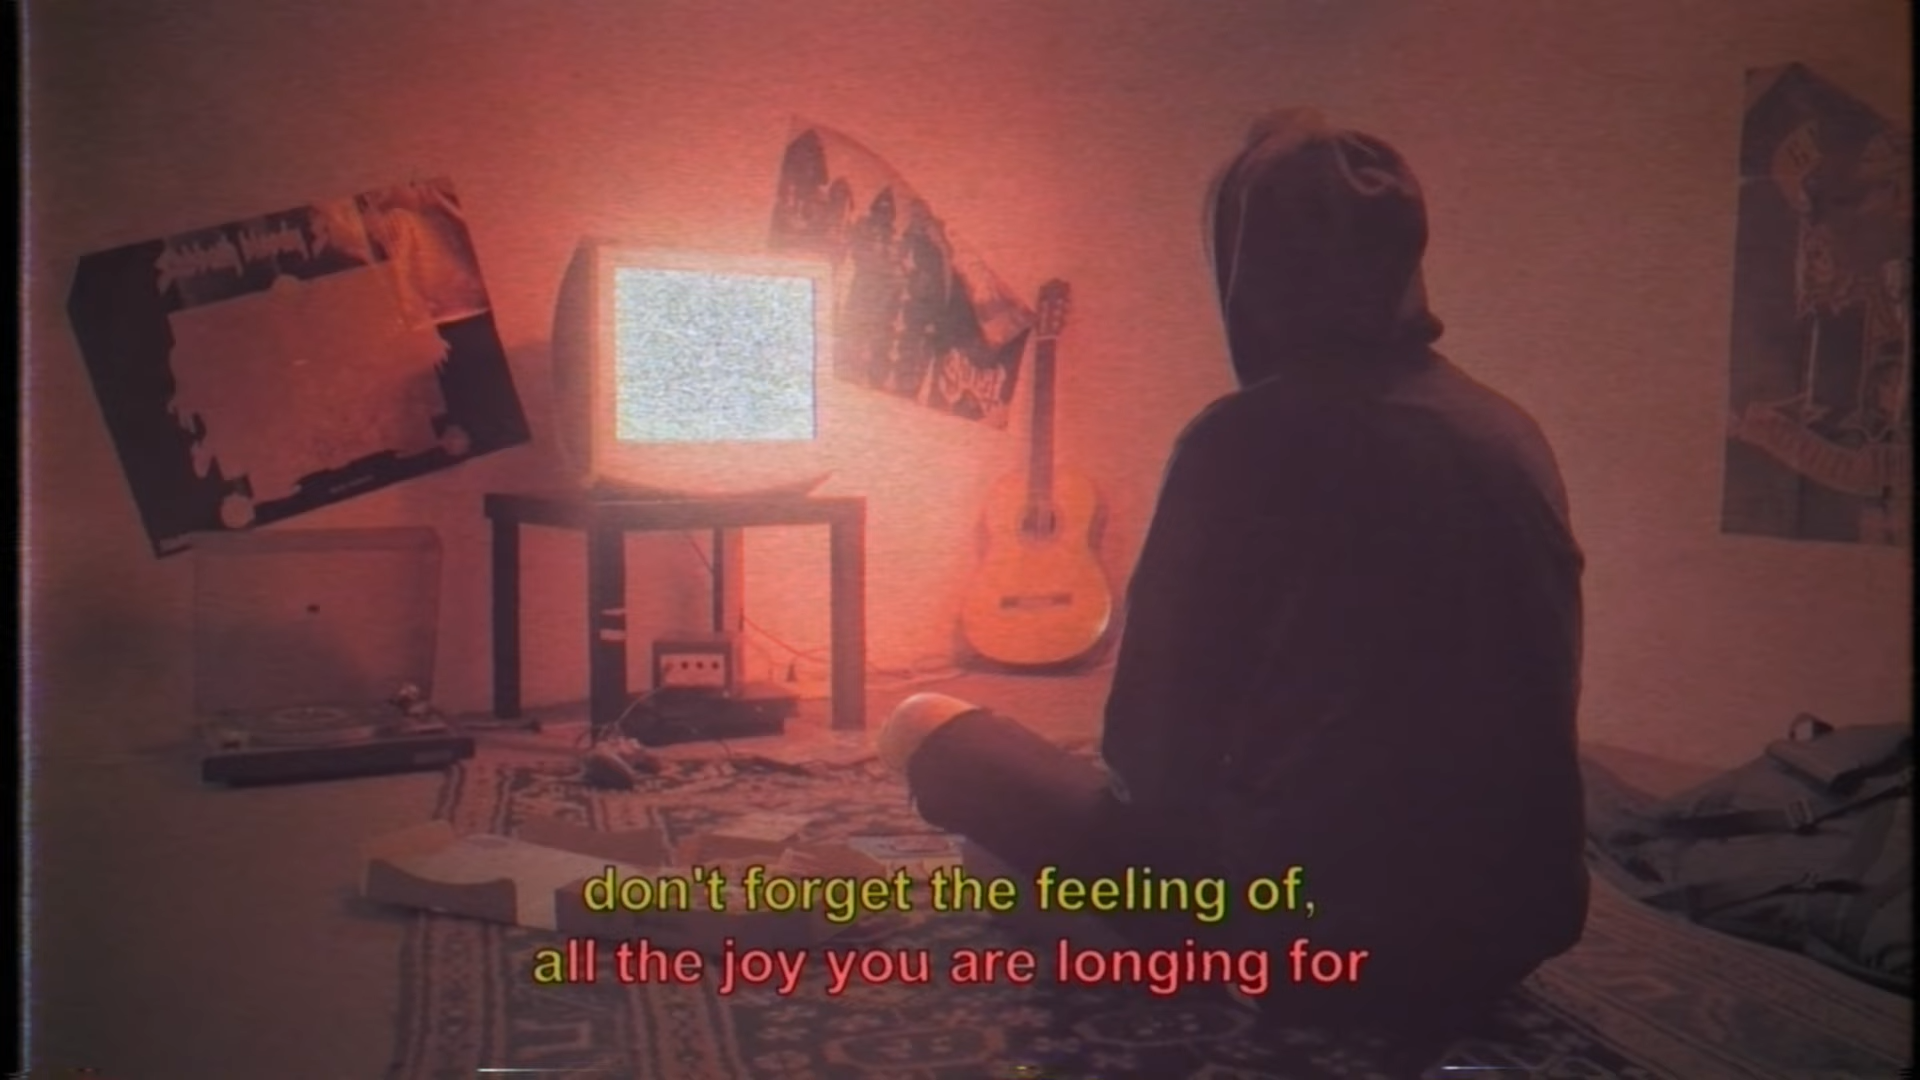 don't forget the feeling of,
all the joy you are longing for